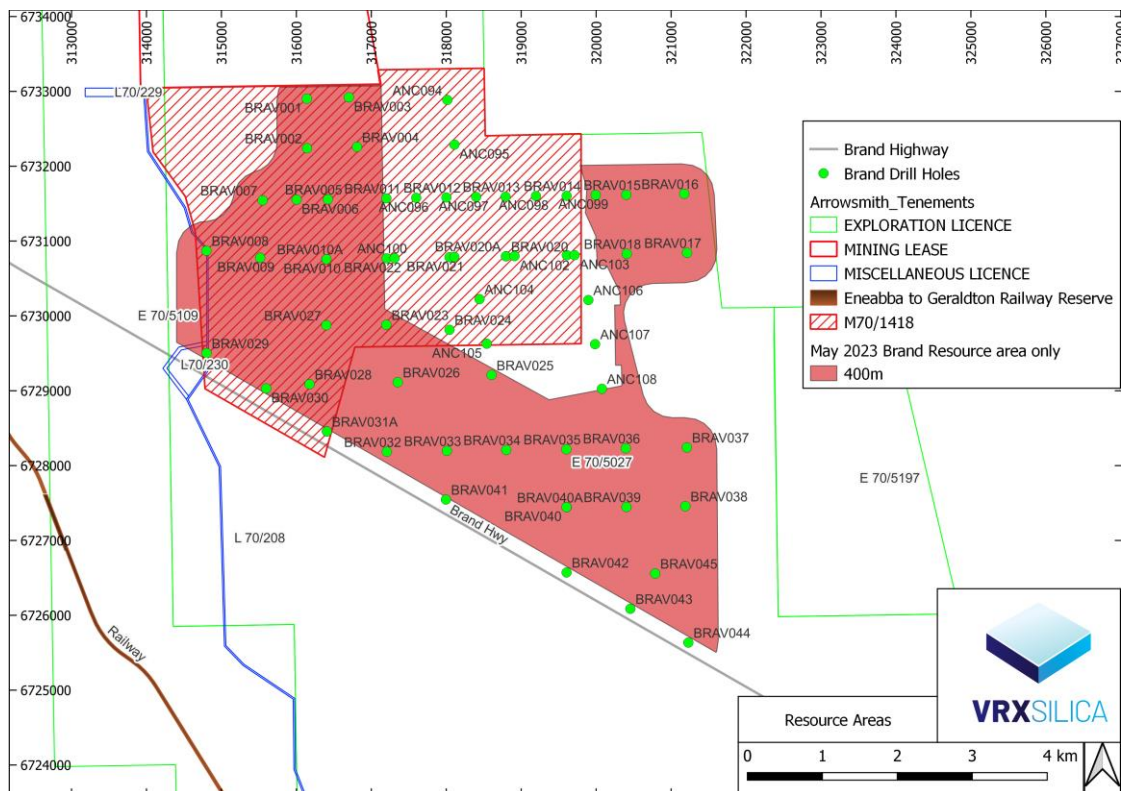 6734000
313000
314000
315000
316000
317000
318000
319000
320000
321000
322000
323000
324000
325000
326000
6733000
L70/229
ANC094
BRAV001
BRAV003
BRAV002
BRAV004
ANC095
6732000
BRAV007
BRAV005
BRAV006
BRAV011
ANC096
BRAV012
ANC097
BRAV013
ANC098
BRAV014
ANC099
BRAV015
BRAV016
6731000
BRAV008
BRAV009
BRAV010A
BRAV010
ANC100
BRAV022
BRAV021
BRAV020A
BRAV020
ANC102
ANC103
BRAV018
BRAV017
ANC104
ANC106
6730000
E 70/5109
BRAV027
BRAV023
BRAV024
BRAV029
ANC105
ANC107
L70/230
BRAV028
BRAV026
BRAV025
6729000
BRAV030
ANC108
BRAV031A
BRAV032
BRAV033
BRAV034
BRAV035
BRAV036
BRAV037
6728000
E 70/5027
E 70/5197
BRAV041
BRAV040A
BRAV040
BRAV039
BRAV038
Brand Hwy
6727000
L 70/208
BRAV042
BRAV045
6726000
BRAV043
BRAV044
Railway
6725000
6724000
Brand Highway
Brand Drill Holes
Arrowsmith_Tenements
EXPLORATION LICENCE
MINING LEASE
MISCELLANEOUS LICENCE
Eneabba to Geraldton Railway Reserve
M70/1418
May 2023 Brand Resource area only
400m
VRXSILICA
Resource Areas
0 1 2 3 4 km